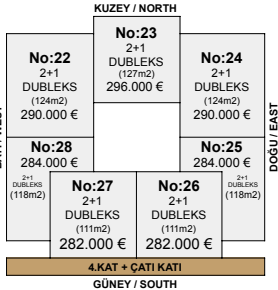 KUZEY / NORTH
No:23
2+1
DUBLEKS
(127m2)
296.000 €
No:22
2+1
DUBLEKS
(124m2)
290.000 €
No:24
2+1
DUBLEKS
(124m2)
290.000 €
DOĞU / EAST
No:28
284.000 €
2+1
DUBLEKS
(118m2)
No:25
284.000 €
2+1
DUBLEKS
(118m2)
No:27
2+1
DUBLEKS
(111m2)
282.000 €
No:26
2+1
DUBLEKS
(111m2)
282.000 €
4.KAT + ÇATI KATI
GÜNEY / SOUTH